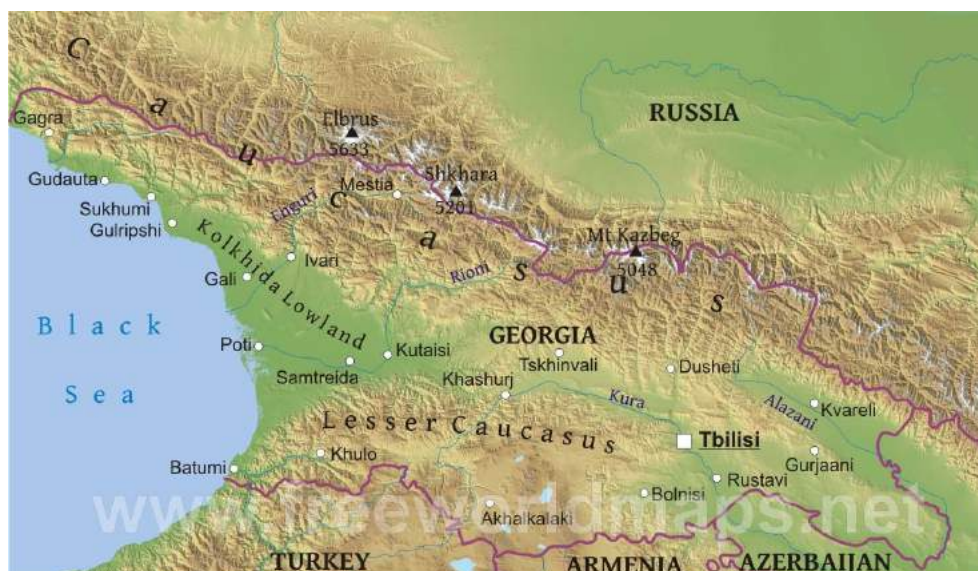 Caucasus
RUSSIA
Gagra
Elbrus
5633
Gudauta
Mestia
Shkhara
5201
Sukhumi
Enguri
Gulripshi
Mt Kazbeg
5048
Kolkhida Lowland
Ivari
Gali
Rioni
Black
Sea
GEORGIA
Poti
Kutaisi
Tskhinvali
Samtreida
Dusheti
Khashurj
Kura
Kvareli
Alazani
Lesser Caucasus
Tbilisi
Khulo
Batumi
Gurjaani
Rustavi
Bolnisi
www.freeworldmaps.net
Akhalkalaki
TURKEY
ARMENIA
AZERBAIJAN